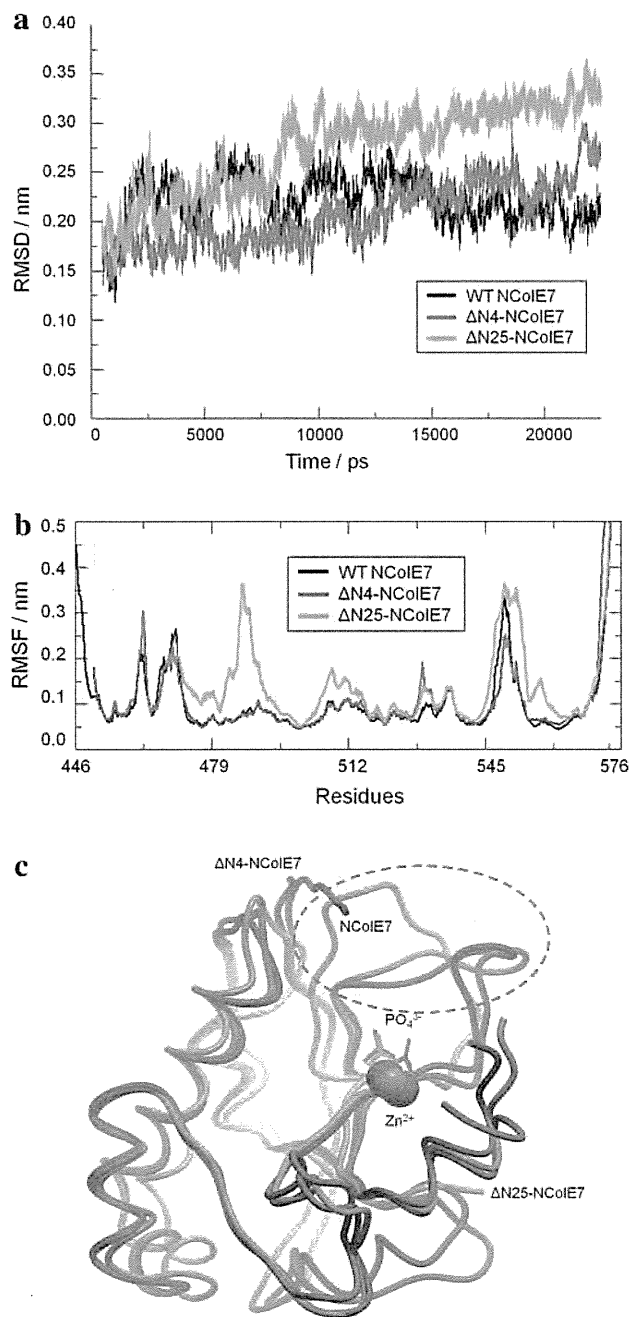 a
0.40
0.35
0.30
0.25
0.20
0.15
0.10
0.05
0.00
RMSD / nm
WT NColE7
ΔN4-NColE7
ΔN25-NColE7
0
5000
10000
15000
20000
Time / ps
b
0.5
0.4
0.3
0.2
0.1
0.0
RMSF / nm
WT NColE7
ΔN4-NColE7
ΔN25-NColE7
446
479
512
545
576
Residues
c
ΔN4-NColE7
NColE7
PO₄³⁻
Zn²⁺
ΔN25-NColE7